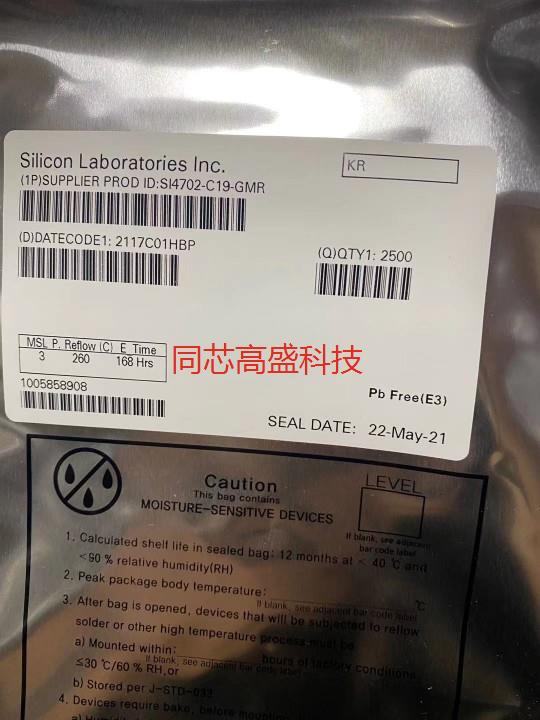 Silicon Laboratories Inc.
KR
(1P)SUPPLIER PROD ID:SI4702-C19-GMR
(D)DATECODE1: 2117C01HBP
(Q)QTY1: 2500
MSL P. Reflow (C) E Time
3 260 168 Hrs
同芯高盛科技
1005858908
Pb Free(E3)
SEAL DATE: 22-May-21
Caution
This bag contains
MOISTURE-SENSITIVE DEVICES
LEVEL
If blank, see adjacent
bar code label
1. Calculated shelf life in sealed bag: 12 months at < 40 ℃ and
<90 % relative humidity(RH)
2. Peak package body temperature: ℃
If blank, see adjacent bar code label
3. After bag is opened, devices that will be subjected to reflow
solder or other high temperature process must be
a) Mounted within: hours of factory conditions
If blank, see adjacent bar code label
≤30 ℃/60 % RH, or
b) Stored per J-STD-033
4. Devices require bake, before mounting